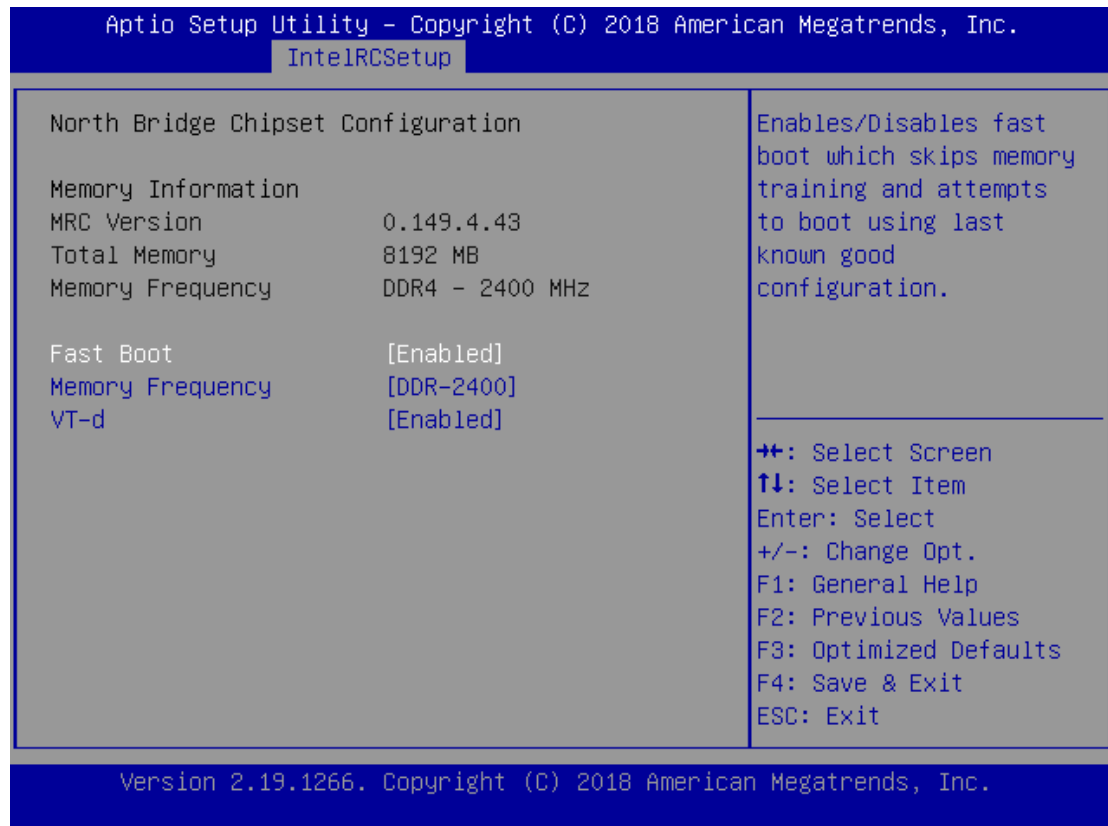 Aptio Setup Utility – Copyright (C) 2018 American Megatrends, Inc.
IntelRCSetup
North Bridge Chipset Configuration
Memory Information
MRC Version 0.149.4.43
Total Memory 8192 MB
Memory Frequency DDR4 – 2400 MHz
Fast Boot [Enabled]
Memory Frequency [DDR-2400]
VT-d [Enabled]
Enables/Disables fast
boot which skips memory
training and attempts
to boot using last
known good
configuration.
→←: Select Screen
↑↓: Select Item
Enter: Select
+/-: Change Opt.
F1: General Help
F2: Previous Values
F3: Optimized Defaults
F4: Save & Exit
ESC: Exit
Version 2.19.1266. Copyright (C) 2018 American Megatrends, Inc.